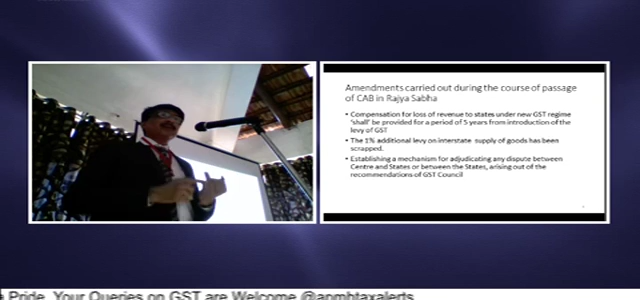 Amendments carried out during the course of passage
of CAB in Rajya Sabha
• Compensation for loss of revenue to states under new GST regime
'shall' be provided for a period of 5 years from introduction of the
levy of GST
• The 1% additional levy on interstate supply of goods has been
scrapped.
• Establishing a mechanism for adjudicating any dispute between
Centre and States or between the States, arising out of the
recommendations of GST Council
Pride. Your Queries on GST are Welcome @apmhtaxalerts